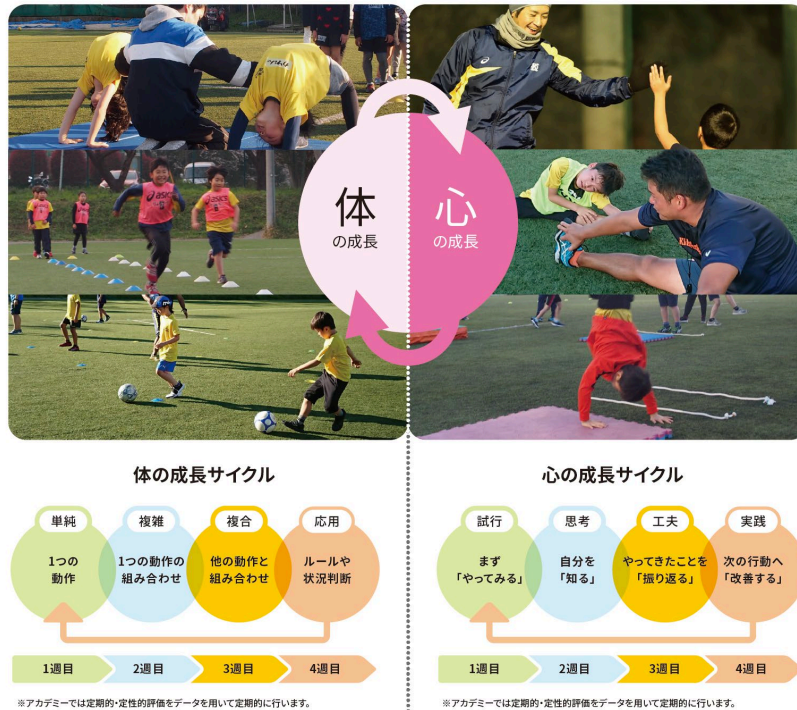 体
の成長
心
の成長
体の成長サイクル
単純
複雑
複合
応用
1つの
動作
1つの動作の
組み合わせ
他の動作と
組み合わせ
ルールや
状況判断
1週目
2週目
3週目
4週目
※アカデミーでは定期的・定性的評価をデータを用いて定期的に行います。
心の成長サイクル
試行
思考
工夫
実践
まず
「やってみる」
自分を
「知る」
やってきたことを
「振り返る」
次の行動へ
「改善する」
1週目
2週目
3週目
4週目
※アカデミーでは定期的・定性的評価をデータを用いて定期的に行います。